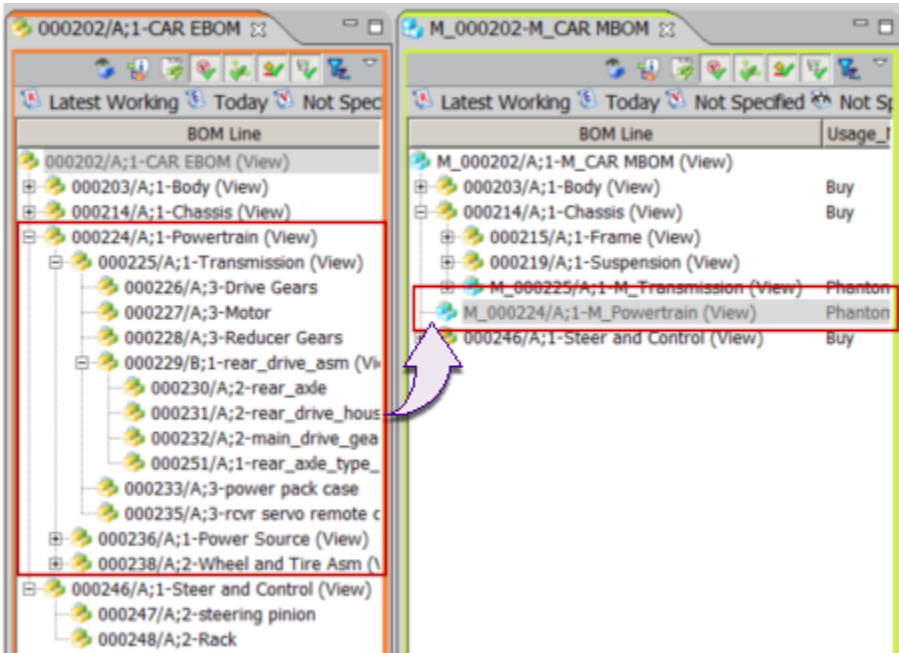 000202/A;1-CAR EBOM
Latest Working Today Not Spec
BOM Line
000202/A;1-CAR EBOM (View)
000203/A;1-Body (View)
000214/A;1-Chassis (View)
000224/A;1-Powertrain (View)
000225/A;1-Transmission (View)
000226/A;3-Drive Gears
000227/A;3-Motor
000228/A;3-Reducer Gears
000229/B;1-rear_drive_asm (Vi
000230/A;2-rear_axle
000231/A;2-rear_drive_hous
000232/A;2-main_drive_gea
000251/A;1-rear_axle_type_
000233/A;3-power pack case
000235/A;3-rcvr servo remote c
000236/A;1-Power Source (View)
000238/A;2-Wheel and Tire Asm (V
000246/A;1-Steer and Control (View)
000247/A;2-steering pinion
000248/A;2-Rack
M_000202-M_CAR MBOM
Latest Working Today Not Specified Not Sp
BOM Line Usage_N
M_000202/A;1-M_CAR MBOM (View)
000203/A;1-Body (View) Buy
000214/A;1-Chassis (View) Buy
000215/A;1-Frame (View)
000219/A;1-Suspension (View)
M_000225/A;1-M_Transmission (View) Phanton
M_000224/A;1-M_Powertrain (View) Phanton
000246/A;1-Steer and Control (View) Buy